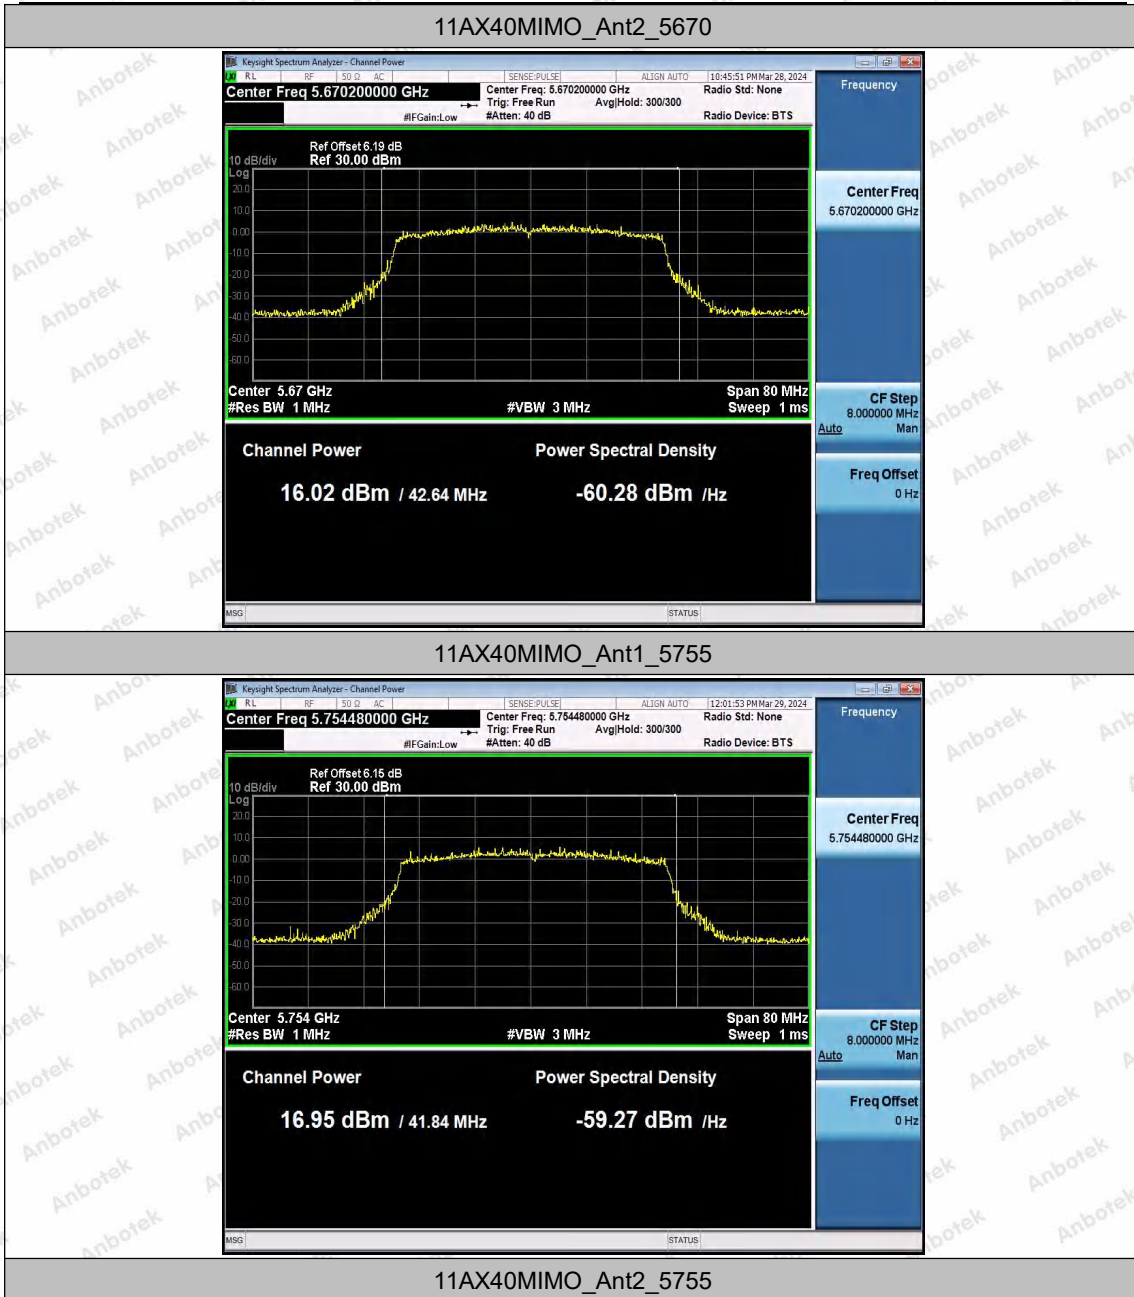 11AX40MIMO_Ant2_5670
Keysight Spectrum Analyzer - Channel Power
LXI RL RF 50 Ω AC SENSE:PULSE ALIGN AUTO 10:45:51 PM Mar 28, 2024
Center Freq 5.670200000 GHz
Center Freq: 5.670200000 GHz Radio Std: None
Trig: Free Run Avg|Hold: 300/300
#IFGain:Low #Atten: 40 dB Radio Device: BTS
Frequency
Ref Offset 6.19 dB
10 dB/div Ref 30.00 dBm
Log
20.0
10.0
0.00
-10.0
-20.0
-30.0
-40.0
-50.0
-60.0
Center 5.67 GHz Span 80 MHz
#Res BW 1 MHz #VBW 3 MHz Sweep 1 ms
Channel Power Power Spectral Density
16.02 dBm / 42.64 MHz -60.28 dBm /Hz
Center Freq
5.670200000 GHz
CF Step
8.000000 MHz
Auto Man
Freq Offset
0 Hz
MSG STATUS
11AX40MIMO_Ant1_5755
Keysight Spectrum Analyzer - Channel Power
LXI RL RF 50 Ω AC SENSE:PULSE ALIGN AUTO 12:01:53 PM Mar 29, 2024
Center Freq 5.754480000 GHz
Center Freq: 5.754480000 GHz Radio Std: None
Trig: Free Run Avg|Hold: 300/300
#IFGain:Low #Atten: 40 dB Radio Device: BTS
Frequency
Ref Offset 6.15 dB
10 dB/div Ref 30.00 dBm
Log
20.0
10.0
0.00
-10.0
-20.0
-30.0
-40.0
-50.0
-60.0
Center 5.754 GHz Span 80 MHz
#Res BW 1 MHz #VBW 3 MHz Sweep 1 ms
Channel Power Power Spectral Density
16.95 dBm / 41.84 MHz -59.27 dBm /Hz
Center Freq
5.754480000 GHz
CF Step
8.000000 MHz
Auto Man
Freq Offset
0 Hz
MSG STATUS
11AX40MIMO_Ant2_5755
Anbotek